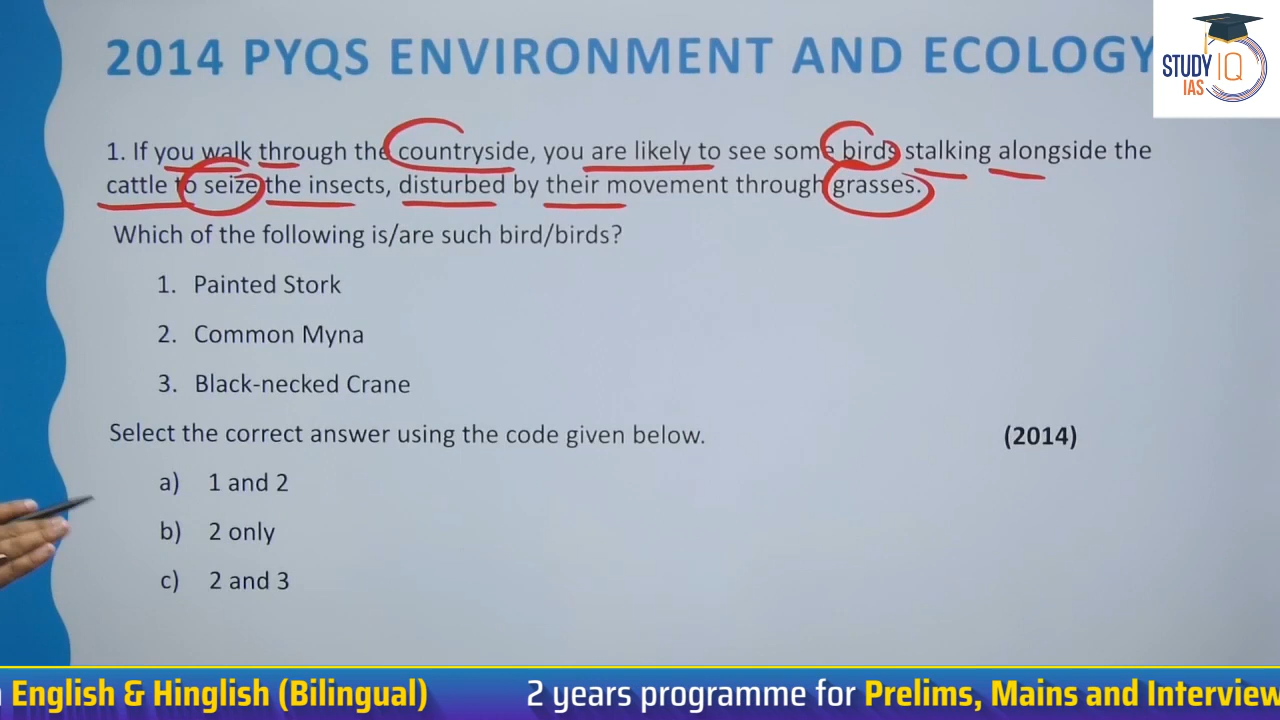 2014 PYQS ENVIRONMENT AND ECOLOGY
STUDY IQ
IAS
1. If you walk through the countryside, you are likely to see some birds stalking alongside the
cattle to seize the insects, disturbed by their movement through grasses.
Which of the following is/are such bird/birds?
1. Painted Stork
2. Common Myna
3. Black-necked Crane
Select the correct answer using the code given below. (2014)
a) 1 and 2
b) 2 only
c) 2 and 3
English & Hinglish (Bilingual) 2 years programme for Prelims, Mains and Interview